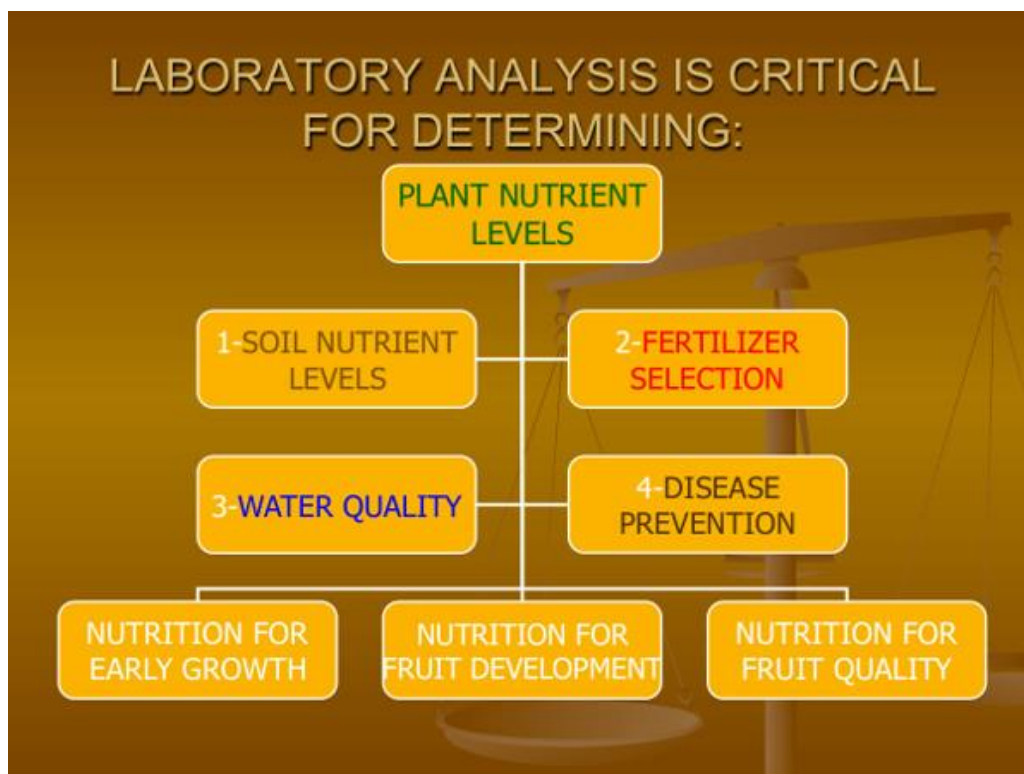 LABORATORY ANALYSIS IS CRITICAL
FOR DETERMINING:
PLANT NUTRIENT
LEVELS
1-SOIL NUTRIENT
LEVELS
2-FERTILIZER
SELECTION
3-WATER QUALITY
4-DISEASE
PREVENTION
NUTRITION FOR
EARLY GROWTH
NUTRITION FOR
FRUIT DEVELOPMENT
NUTRITION FOR
FRUIT QUALITY